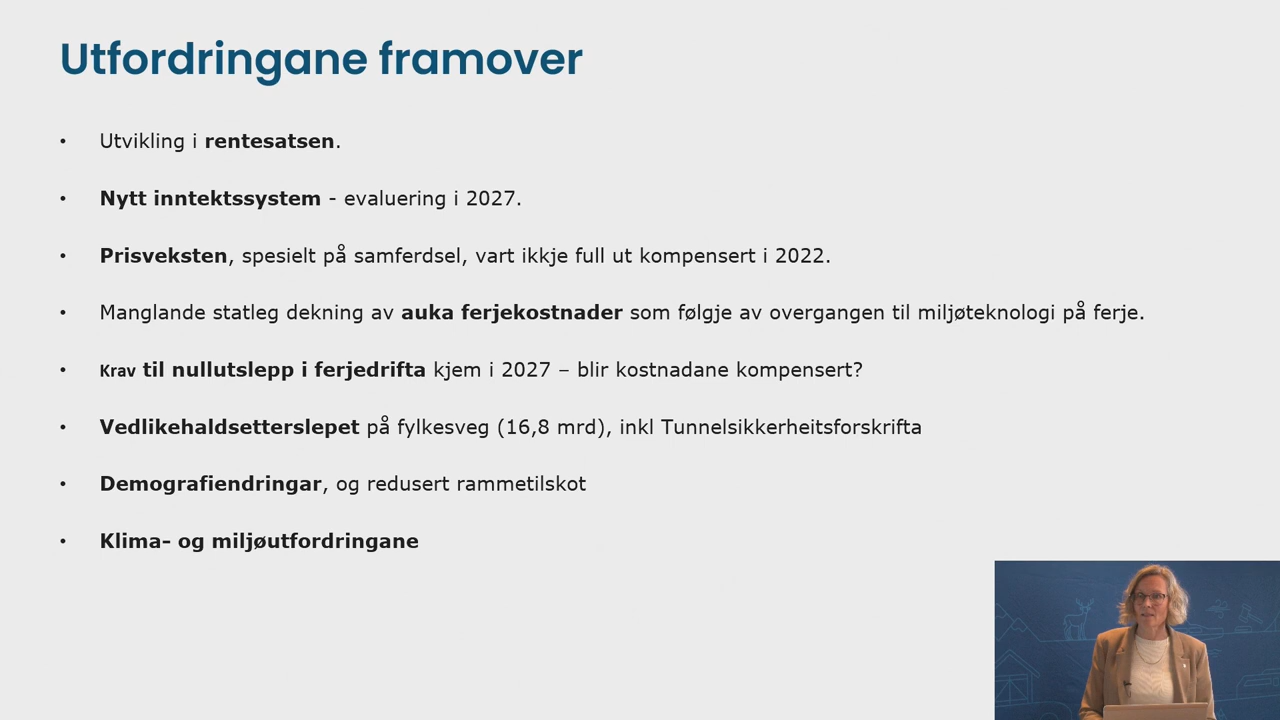 Utfordringane framover
• Utvikling i rentesatsen.
• Nytt inntektssystem - evaluering i 2027.
• Prisveksten, spesielt på samferdsel, vart ikkje full ut kompensert i 2022.
• Manglande statleg dekning av auka ferjekostnader som følgje av overgangen til miljøteknologi på ferje.
• Krav til nullutslepp i ferjedrifta kjem i 2027 – blir kostnadane kompensert?
• Vedlikehaldsetterslepet på fylkesveg (16,8 mrd), inkl Tunnelsikkerheitsforskrifta
• Demografiendringar, og redusert rammetilskot
• Klima- og miljøutfordringane